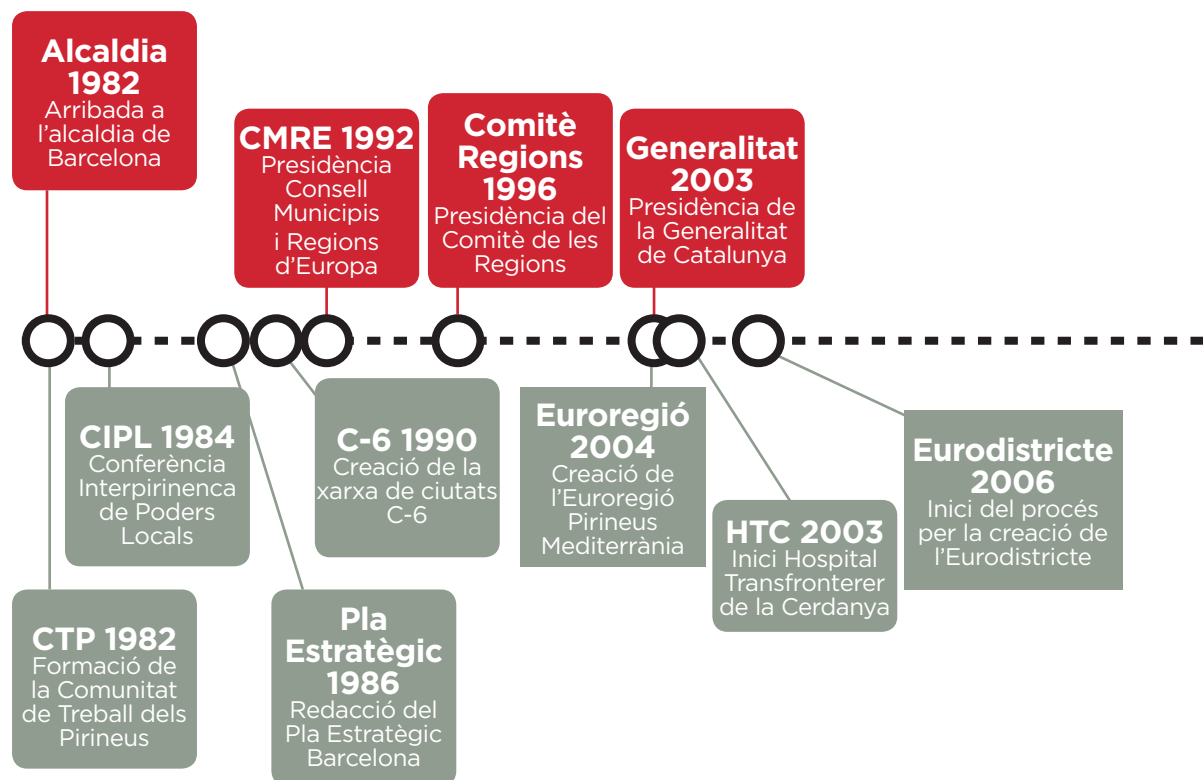 Alcaldia
1982
Arribada a
l'alcaldia de
Barcelona
CMRE 1992
Presidència
Consell
Municipis
i Regions
d'Europa
Comitè
Regions
1996
Presidència del
Comitè de les
Regions
Generalitat
2003
Presidència de
la Generalitat
de Catalunya
CIPL 1984
Conferència
Interpirinenca
de Poders
Locals
C-6 1990
Creació de la
xarxa de ciutats
C-6
Euroregió
2004
Creació de
l'Euroregió
Pirineus
Mediterrània
HTC 2003
Inici Hospital
Transfronterer
de la Cerdanya
Eurodistricte
2006
Inici del procés
per la creació de
l'Eurodistricte
CTP 1982
Formació de
la Comunitat
de Treball dels
Pirineus
Pla
Estratègic
1986
Redacció del
Pla Estratègic
Barcelona